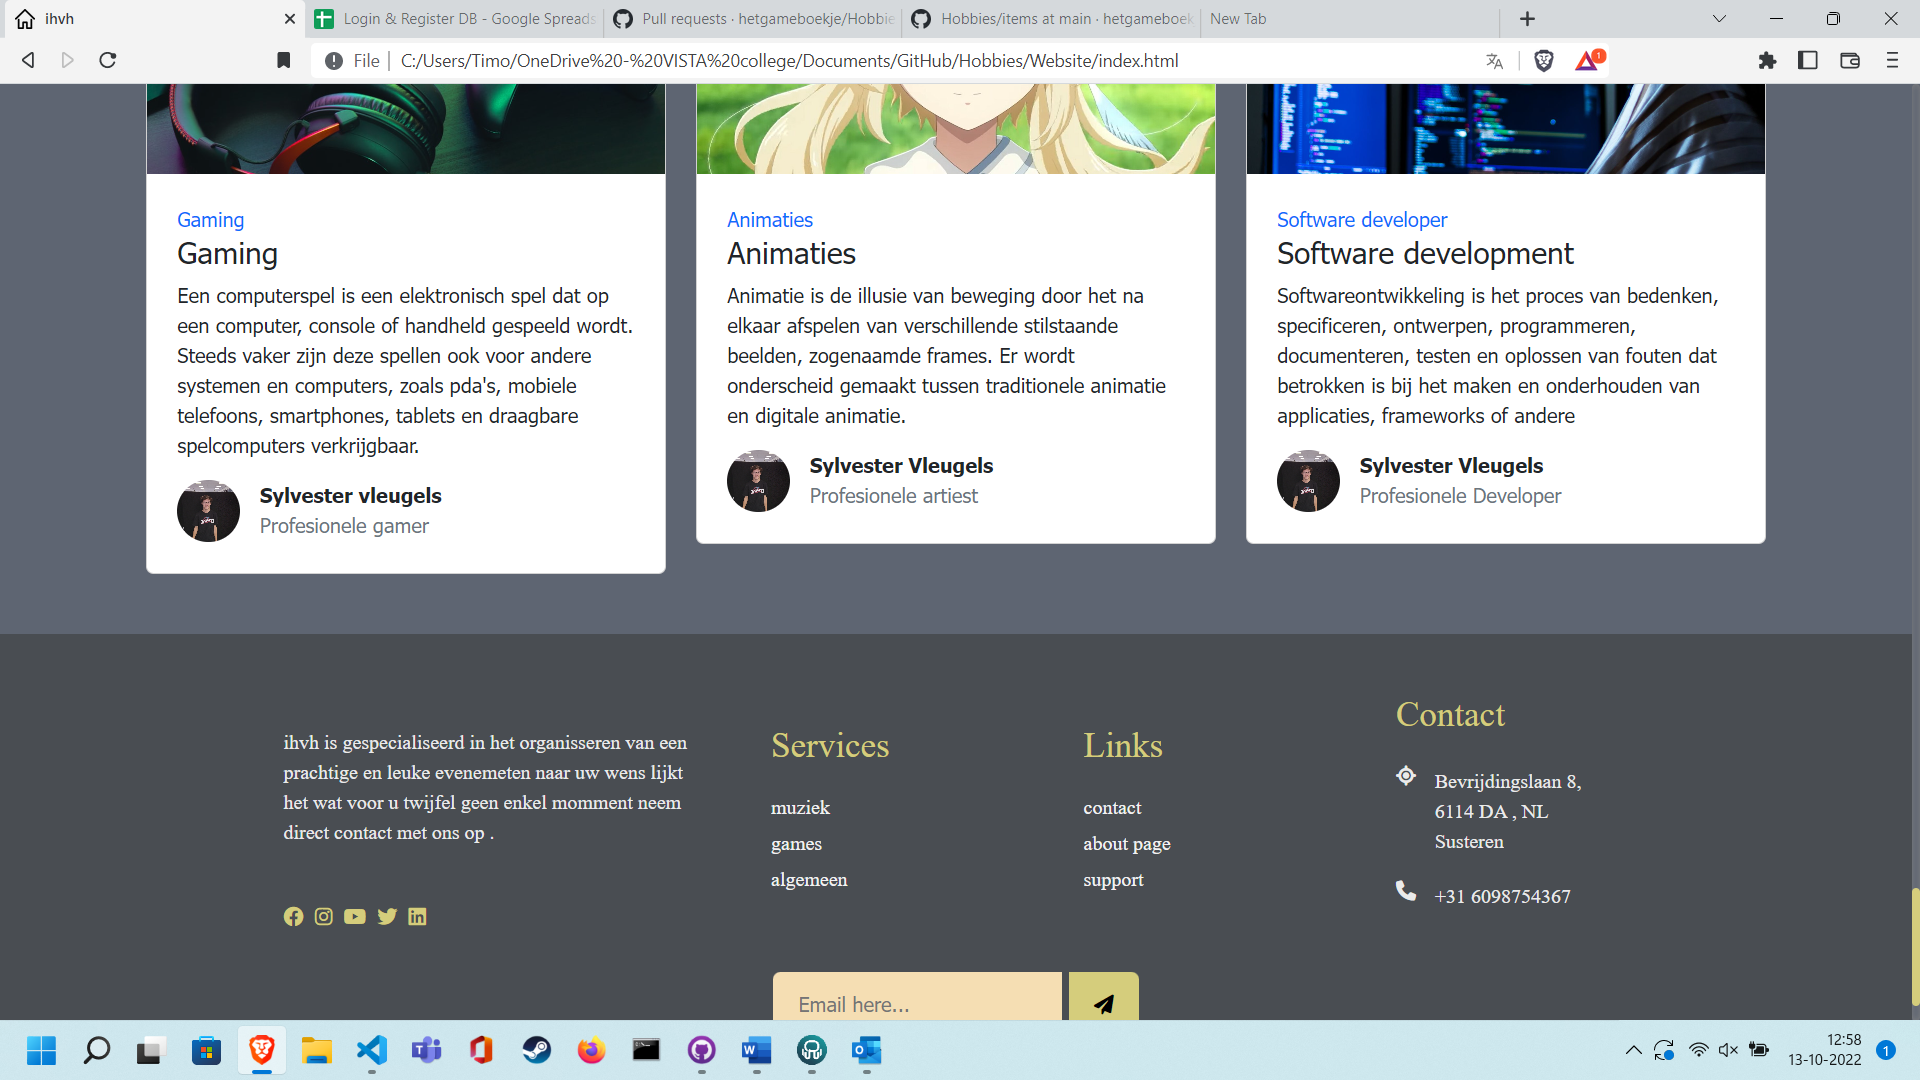 ihvh
Login & Register DB - Google Spreads
Pull requests · hetgameboekje/Hobbie
Hobbies/items at main · hetgameboek
New Tab
File
C:/Users/Timo/OneDrive%20-%20VISTA%20college/Documents/GitHub/Hobbies/Website/index.html
1
Gaming
Gaming
Een computerspel is een elektronisch spel dat op
een computer, console of handheld gespeeld wordt.
Steeds vaker zijn deze spellen ook voor andere
systemen en computers, zoals pda's, mobiele
telefoons, smartphones, tablets en draagbare
spelcomputers verkrijgbaar.
Sylvester vleugels
Profesionele gamer
Animaties
Animaties
Animatie is de illusie van beweging door het na
elkaar afspelen van verschillende stilstaande
beelden, zogenaamde frames. Er wordt
onderscheid gemaakt tussen traditionele animatie
en digitale animatie.
Sylvester Vleugels
Profesionele artiest
Software developer
Software development
Softwareontwikkeling is het proces van bedenken,
specificeren, ontwerpen, programmeren,
documenteren, testen en oplossen van fouten dat
betrokken is bij het maken en onderhouden van
applicaties, frameworks of andere
Sylvester Vleugels
Profesionele Developer
ihvh is gespecialiseerd in het organisseren van een
prachtige en leuke evenemeten naar uw wens lijkt
het wat voor u twijfel geen enkel momment neem
direct contact met ons op .
Services
muziek
games
algemeen
Links
contact
about page
support
Contact
Bevrijdingslaan 8,
6114 DA , NL
Susteren
+31 6098754367
Email here...
12:58
13-10-2022
1